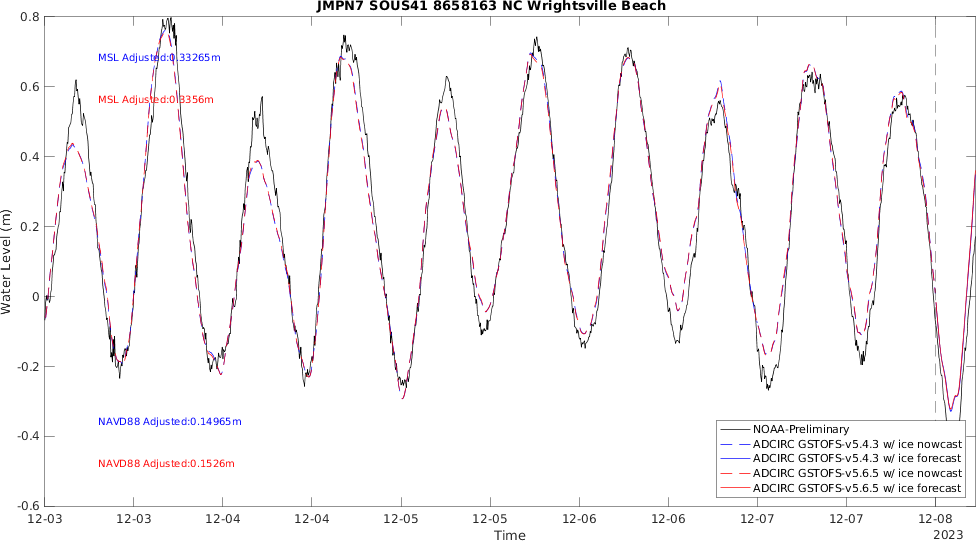 JMPN7 SOUS41 8658163 NC Wrightsville Beach
0.8
MSL Adjusted:0.33265m
0.6
MSL Adjusted:0.3356m
0.4
0.2
Water Level (m)
0
-0.2
NAVD88 Adjusted:0.14965m
-0.4
NAVD88 Adjusted:0.1526m
-0.6
NOAA-Preliminary
ADCIRC GSTOFS-v5.4.3 w/ ice nowcast
ADCIRC GSTOFS-v5.4.3 w/ ice forecast
ADCIRC GSTOFS-v5.6.5 w/ ice nowcast
ADCIRC GSTOFS-v5.6.5 w/ ice forecast
12-03 12-03 12-04 12-04 12-05 12-05 12-06 12-06 12-07 12-07 12-08
Time 2023